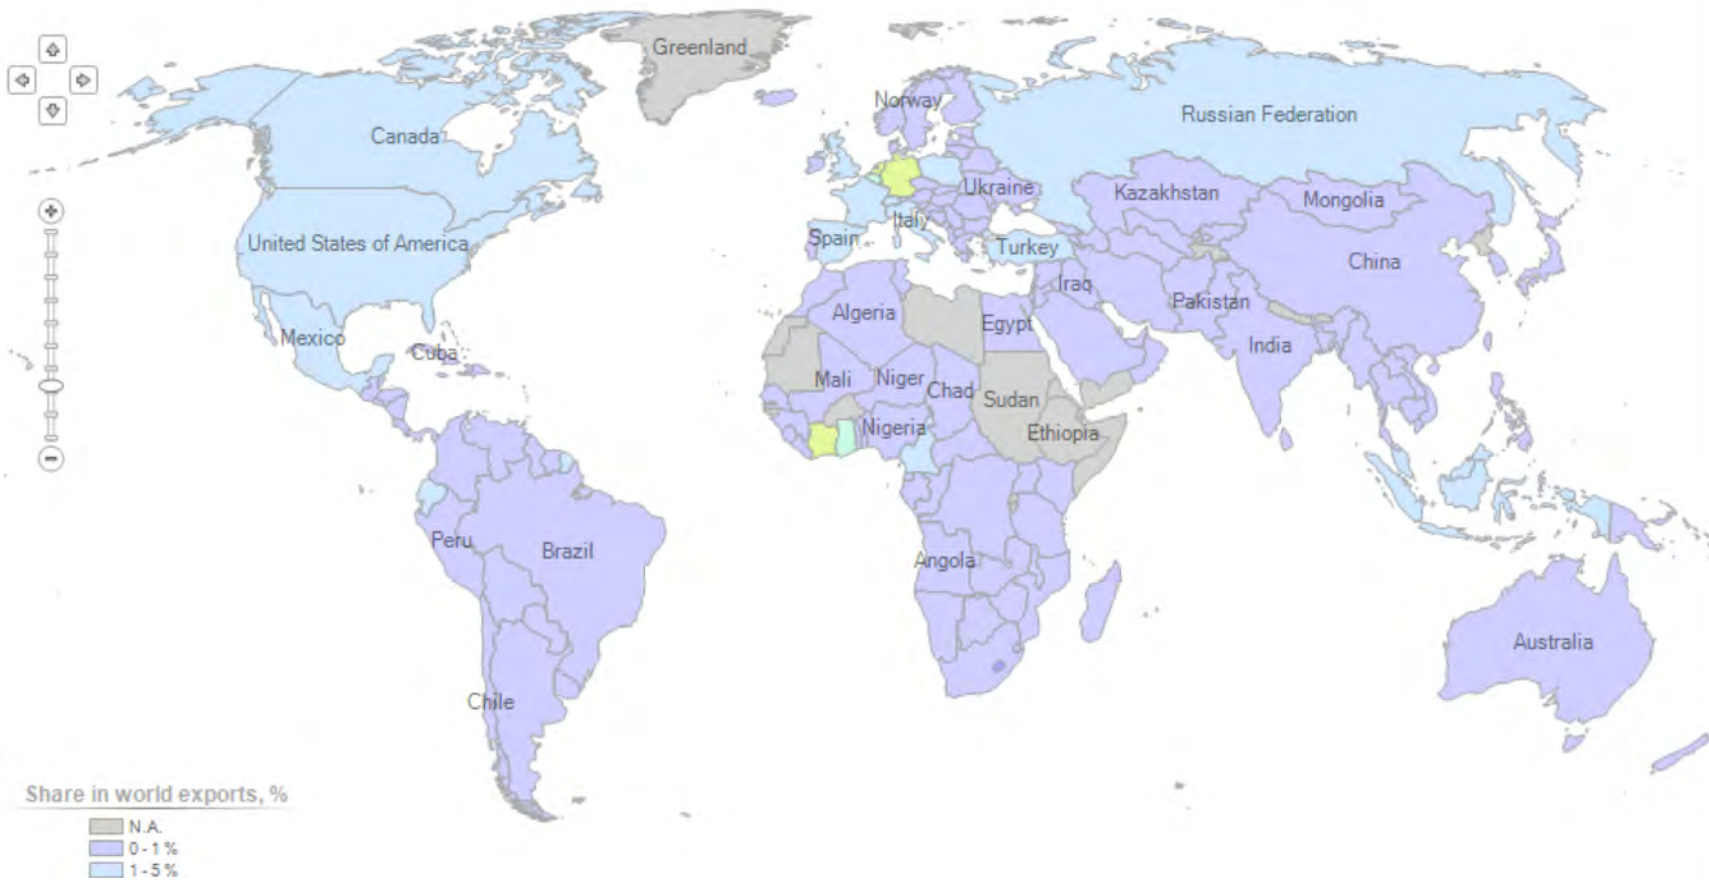 Greenland
Norway
Russian Federation
Canada
Ukraine
Kazakhstan
Mongolia
Italy
United States of America
Spain
Turkey
China
Iraq
Pakistan
Algeria
Egypt
Mexico
India
Cuba
Mali
Niger
Chad
Sudan
Nigeria
Ethiopia
Peru
Brazil
Angola
Australia
Chile
Share in world exports, %
N.A.
0-1%
1-5%